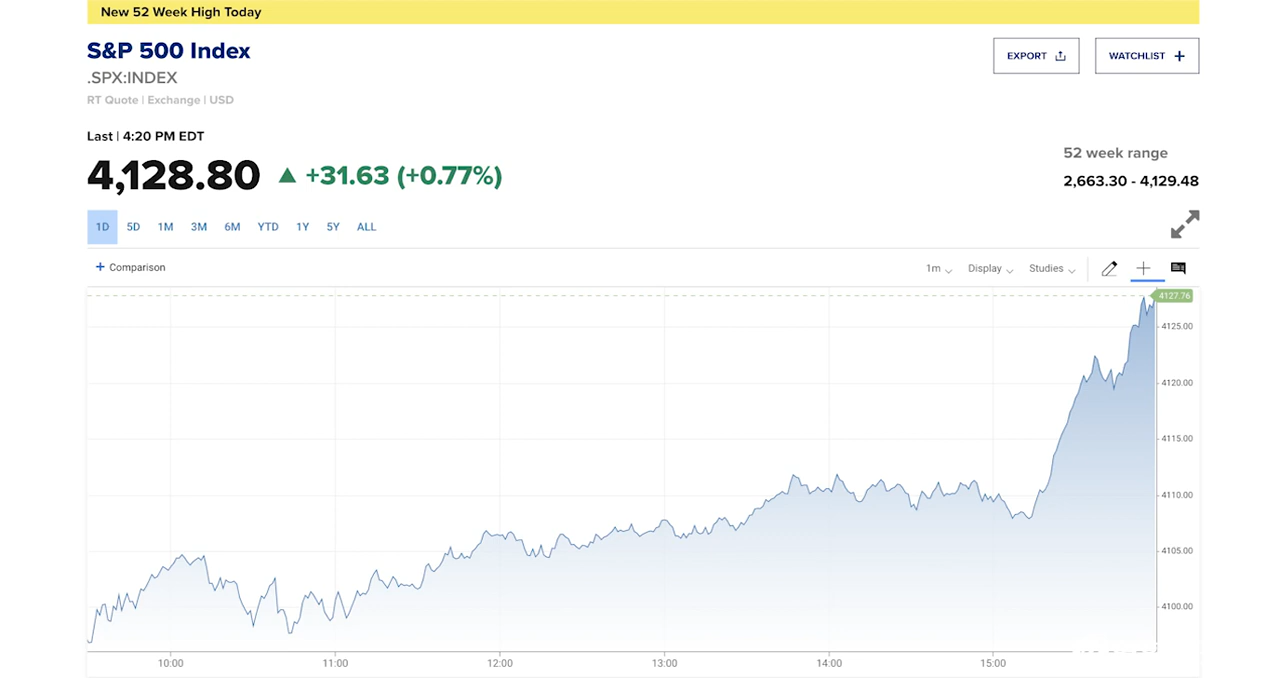 New 52 Week High Today
S&P 500 Index
EXPORT
WATCHLIST +
.SPX:INDEX
RT Quote | Exchange | USD
Last | 4:20 PM EDT
4,128.80 ▲ +31.63 (+0.77%)
52 week range
2,663.30 - 4,129.48
1D 5D 1M 3M 6M YTD 1Y 5Y ALL
+ Comparison
1m Display Studies
4127.76
4125.00
4120.00
4115.00
4110.00
4105.00
4100.00
10:00 11:00 12:00 13:00 14:00 15:00